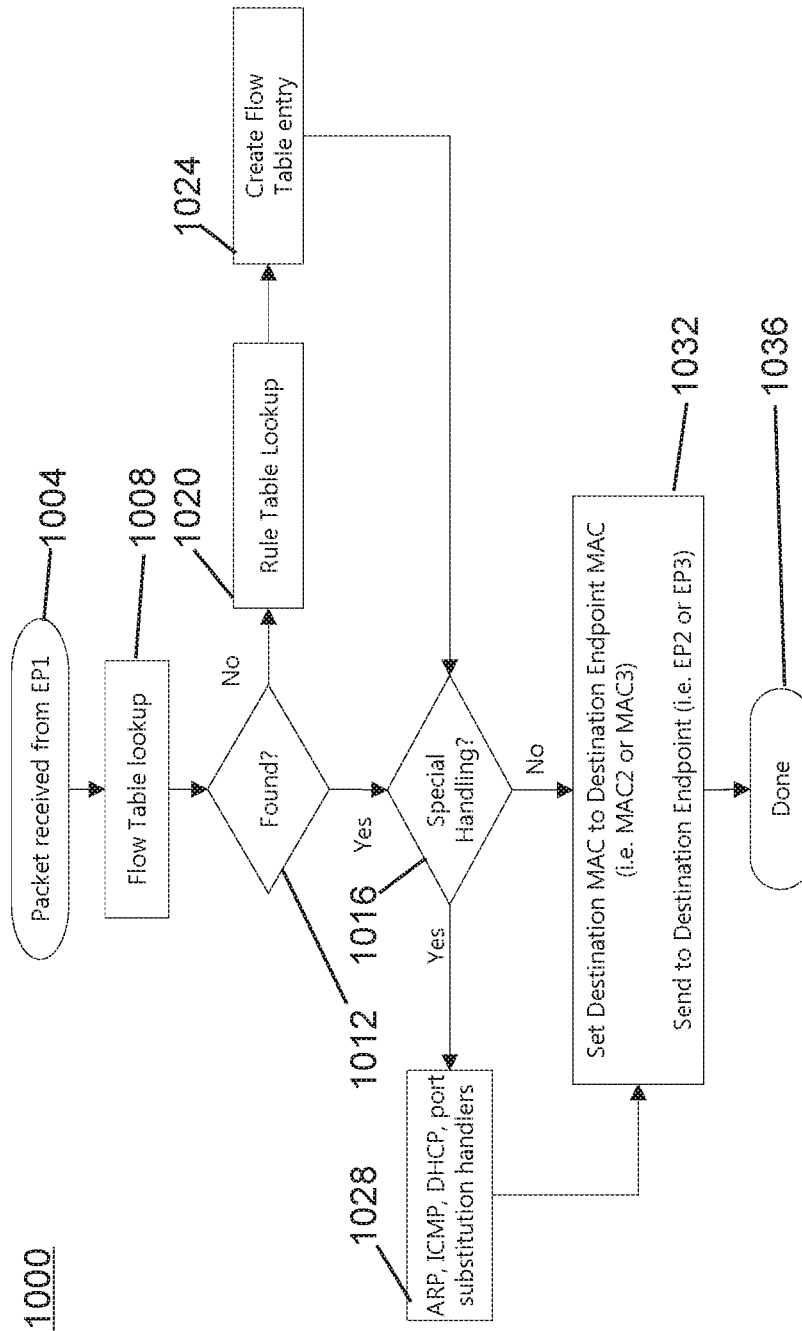 1000
Packet received from EP1
1004
Flow Table lookup
1008
Found?
1012
No
Yes
Rule Table Lookup
1020
Create Flow
Table entry
1024
Special
Handling?
1016
Yes
No
ARP, ICMP, DHCP, port
substitution handlers
1028
Set Destination MAC to Destination Endpoint MAC
(i.e. MAC2 or MAC3)
Send to Destination Endpoint (i.e. EP2 or EP3)
1032
Done
1036